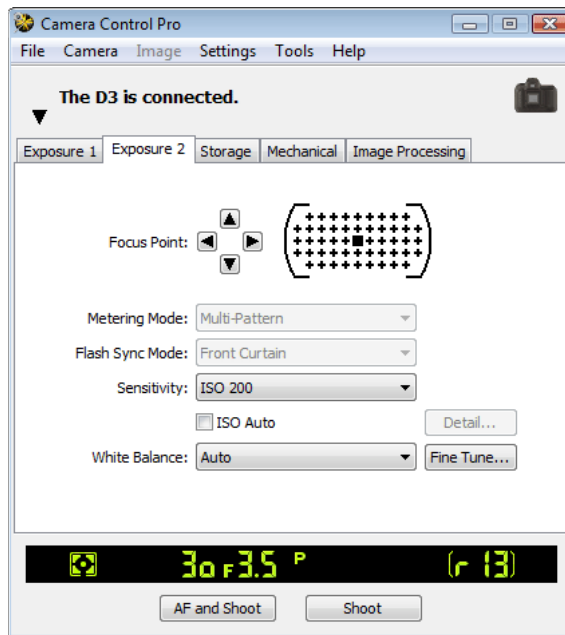 Camera Control Pro
File Camera Image Settings Tools Help
The D3 is connected.
Exposure 1 Exposure 2 Storage Mechanical Image Processing
Focus Point:
Metering Mode: Multi-Pattern
Flash Sync Mode: Front Curtain
Sensitivity: ISO 200
ISO Auto Detail...
White Balance: Auto Fine Tune...
30 F3.5 P (r 13)
AF and Shoot Shoot